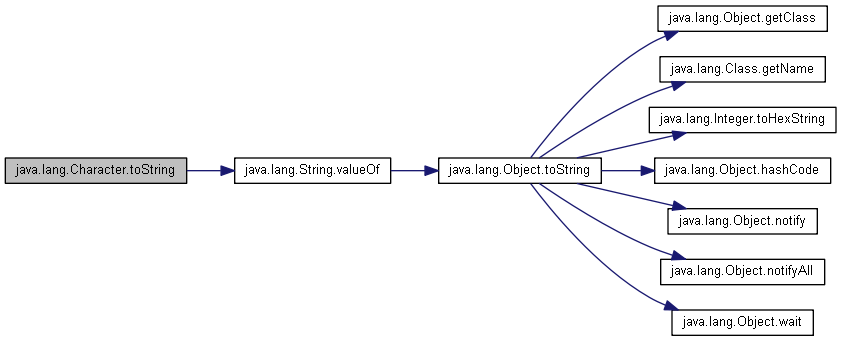 java.lang.Object.getClass
java.lang.Class.getName
java.lang.Integer.toHexString
java.lang.Character.toString
java.lang.String.valueOf
java.lang.Object.toString
java.lang.Object.hashCode
java.lang.Object.notify
java.lang.Object.notifyAll
java.lang.Object.wait